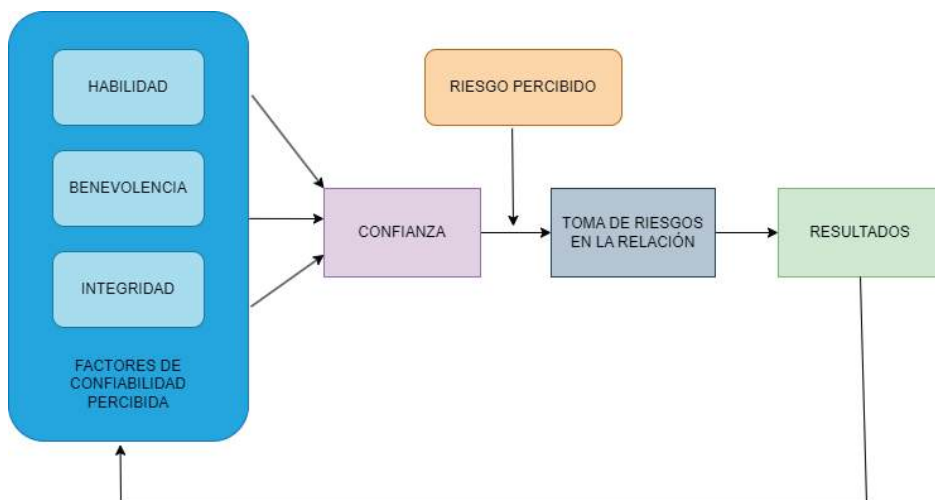 HABILIDAD
BENEVOLENCIA
INTEGRIDAD
FACTORES DE
CONFIABILIDAD
PERCIBIDA
RIESGO PERCIBIDO
CONFIANZA
TOMA DE RIESGOS
EN LA RELACIÓN
RESULTADOS